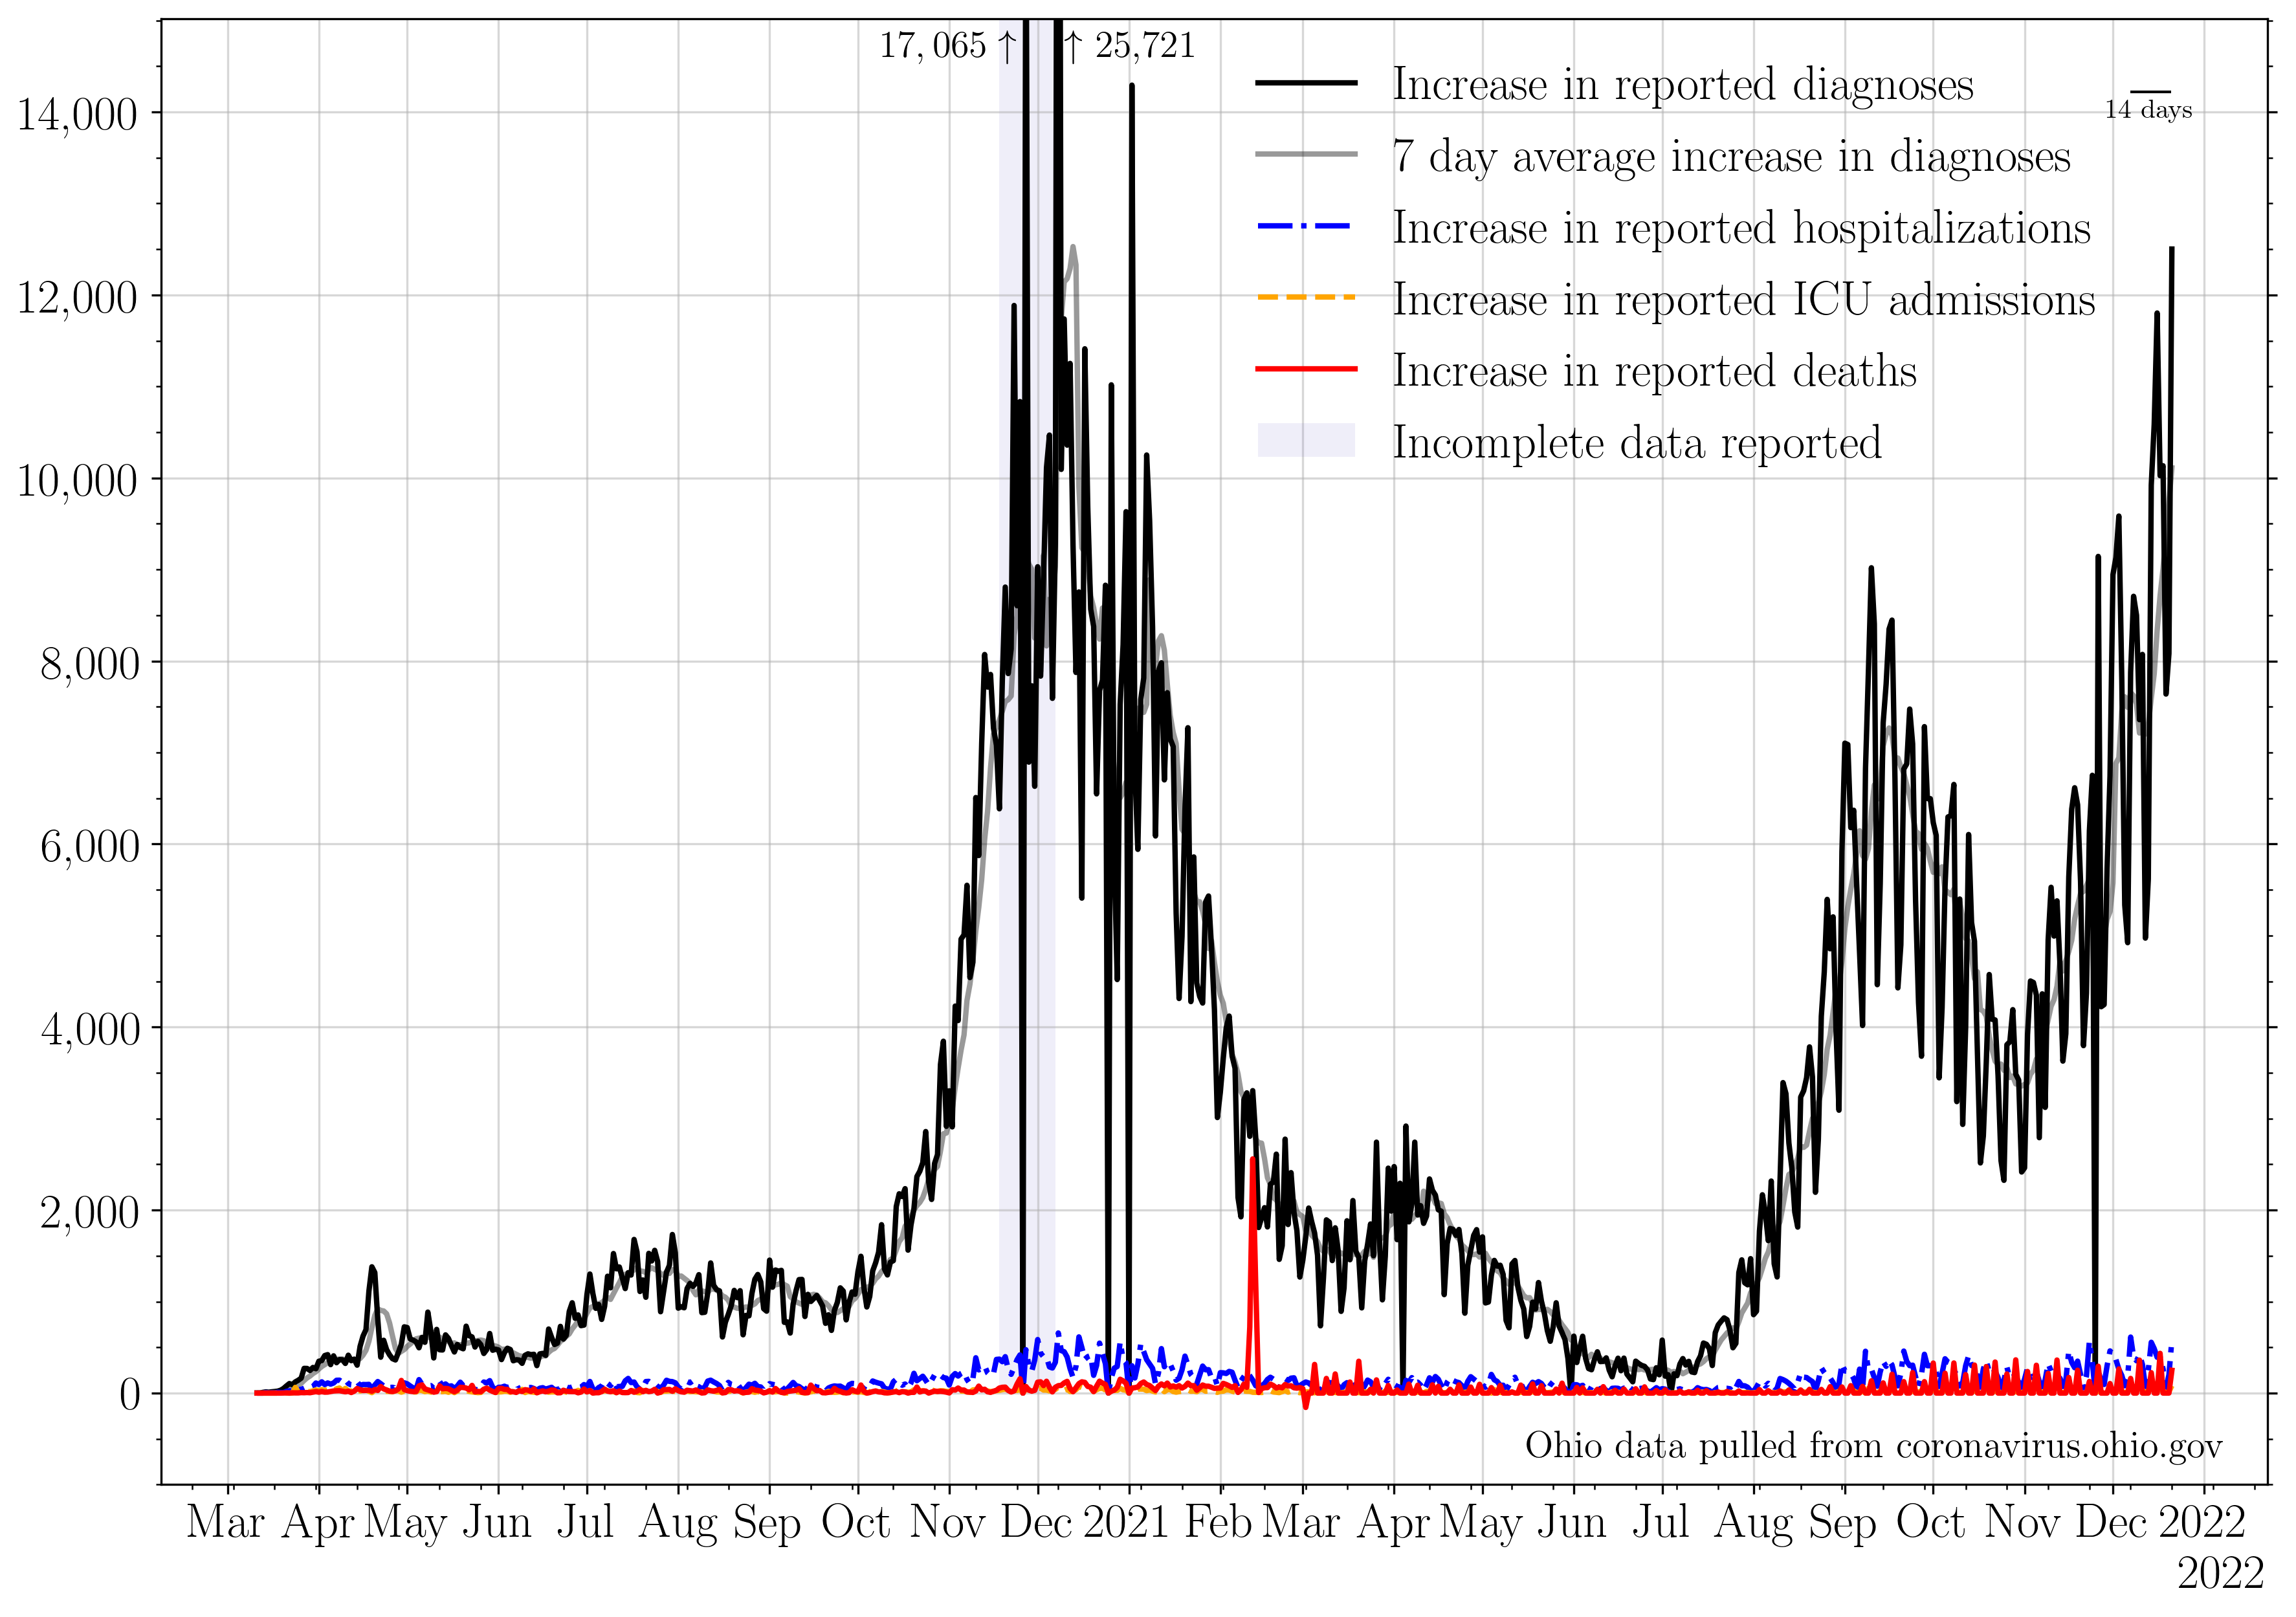 17,065 ↑ ↑ 25,721
Increase in reported diagnoses
14 days
7 day average increase in diagnoses
Increase in reported hospitalizations
Increase in reported ICU admissions
Increase in reported deaths
Incomplete data reported
14,000
12,000
10,000
8,000
6,000
4,000
2,000
0
Ohio data pulled from coronavirus.ohio.gov
Mar Apr May Jun Jul Aug Sep Oct Nov Dec 2021 Feb Mar Apr May Jun Jul Aug Sep Oct Nov Dec 2022
2022